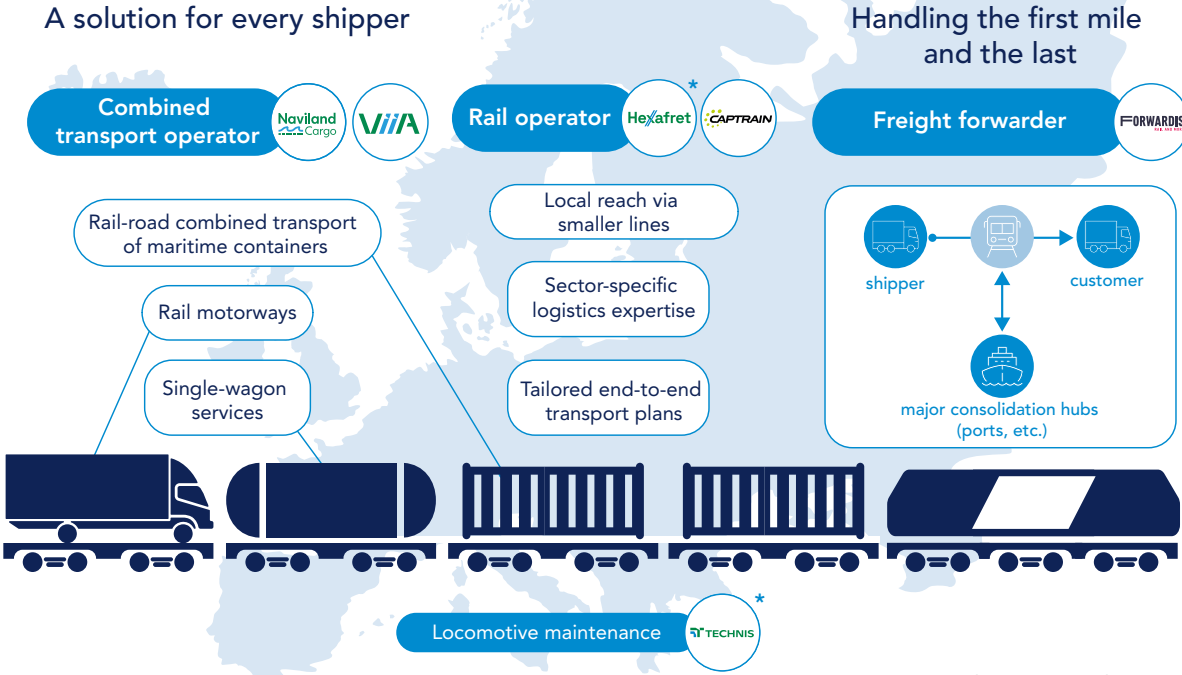 A solution for every shipper
Handling the first mile
and the last
Combined
transport operator
Naviland
Cargo
VIIA
Rail operator
Hexafret
*
CAPTRAIN
Freight forwarder
FORWARDIS
Rail-road combined transport
of maritime containers
Rail motorways
Single-wagon
services
Local reach via
smaller lines
Sector-specific
logistics expertise
Tailored end-to-end
transport plans
shipper
customer
major consolidation hubs
(ports, etc.)
Locomotive maintenance
TECHNIS
*